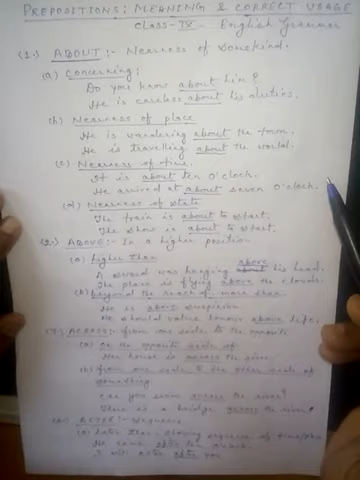 PREPOSITIONS: MEANING & CORRECT USAGE
CLASS-IX - English Grammar
(1.) ABOUT:- Nearness of some kind.
(a) Concerning:
Do you know about him?
He is careless about his duties.
(b) Nearness of place
He is wandering about the town.
He is travelling about the world.
(c) Nearness of time.
It is about ten O'clock.
He arrived at about seven O'clock.
(d) Nearness of state
The train is about to start.
The show is about to start.
(2.) ABOVE:- In a higher position
(a) higher than
above
A sword was hanging about his head.
The plane is flying above the clouds.
(b) beyond the reach of, more than.
He is above suspicion.
We should value honour above life.
ACROSS:- from one side to the opposite
(a) on the opposite side of
Her house is across the river.
(b) from one side to the other side of
something
Can you swim across the river?
There is a bridge across the river?
AFTER:- Sequence
(a) Later than: showing sequence of
He came after ten
I will enter after you